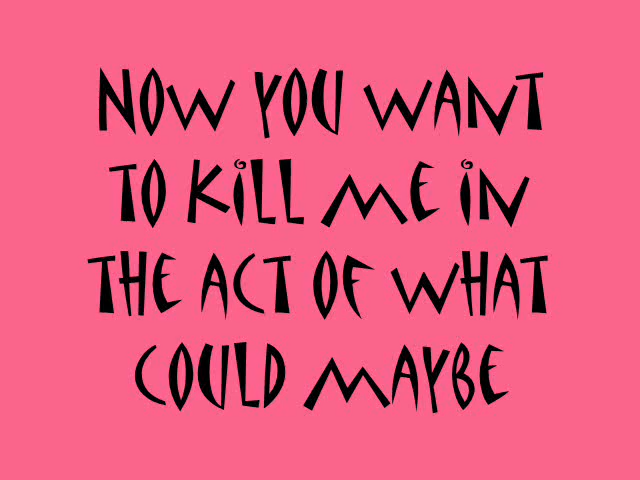 NOW YOU WANT
TO KILL ME IN
THE ACT OF WHAT
COULD MAYBE